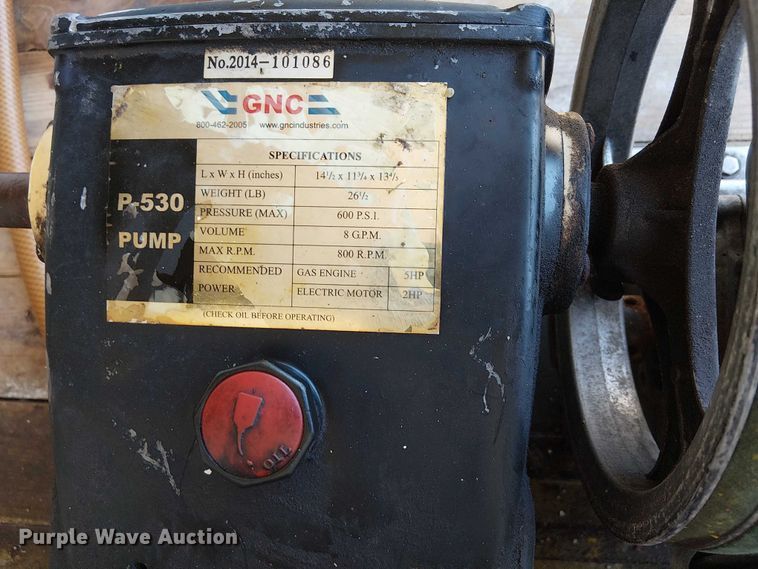 No.2014-101086
GNC
800-462-2005 www.gncindustries.com
P-530
PUMP
SPECIFICATIONS
L x W x H (inches) 14½ x 11¾ x 13⅘
WEIGHT (LB) 26½
PRESSURE (MAX) 600 P.S.I.
VOLUME 8 G.P.M.
MAX R.P.M. 800 R.P.M.
RECOMMENDED POWER GAS ENGINE 5HP
ELECTRIC MOTOR 2HP
(CHECK OIL BEFORE OPERATING)
OLE
Purple Wave Auction